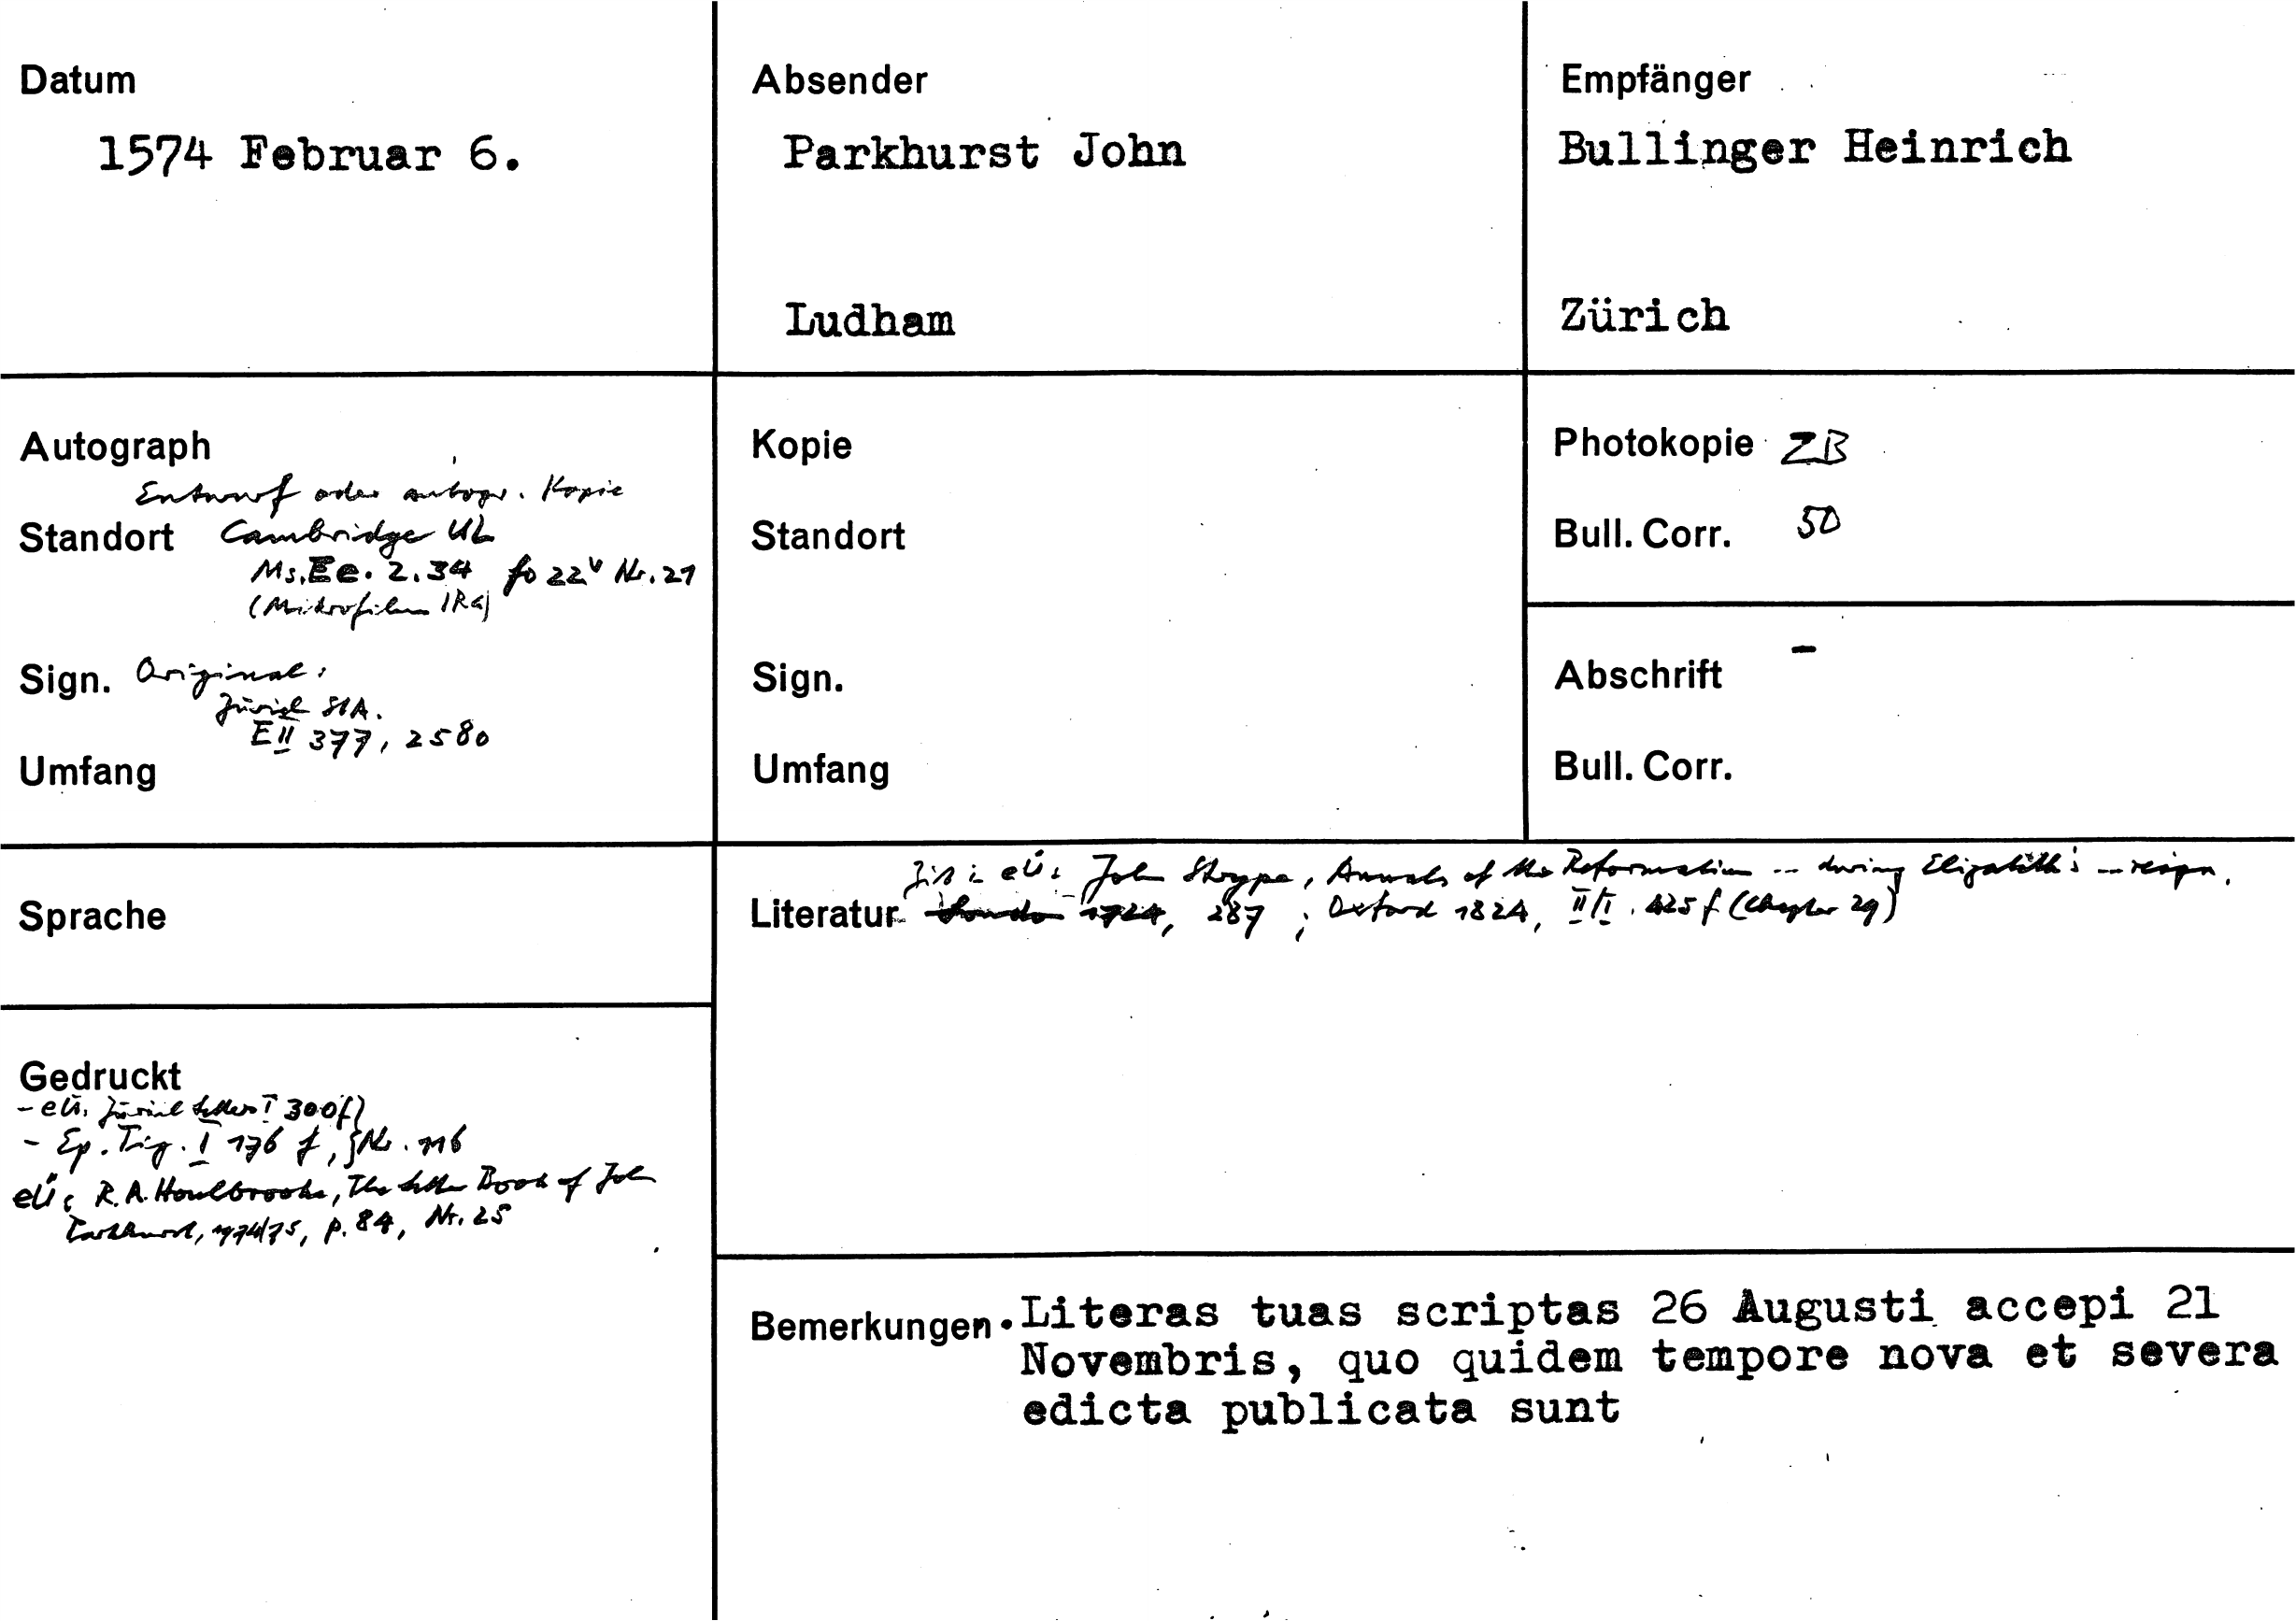 Datum
1574 Februar 6.
Absender
Parkhurst John
Ludham
Empfänger
Bullinger Heinrich
Zürich
Autograph
Entwurf oder autogr. Kopie
Standort Cambridge UL
Ms. Ee. 2.34 fo 22v Nr. 21
(Mikrofilm IRG)
Sign. Original:
Zürich StA.
E II 377, 2580
Umfang
Kopie
Standort
Sign.
Umfang
Photokopie ZB
Bull. Corr. 50
Abschrift -
Bull. Corr.
Sprache
Zit: eÜ: John Strype, Annals of the Reformation -- during Elizabeth's -- reign,
Literatur London 1724, 287; Oxford 1824, II/I. 425 f (Chapter 29)
Gedruckt
- eÜ. Zürich Letters I 300f)
- Ep. Tig. I 176 f, } Nr. 116
eÜ: R. A. Houlbrooke, The Letter Book of John
Parkhurst, 1974/75, p. 84, Nr. 25
Bemerkungen. Literas tuas scriptas 26 Augusti accepi 21
Novembris, quo quidem tempore nova et severa
edicta publicata sunt